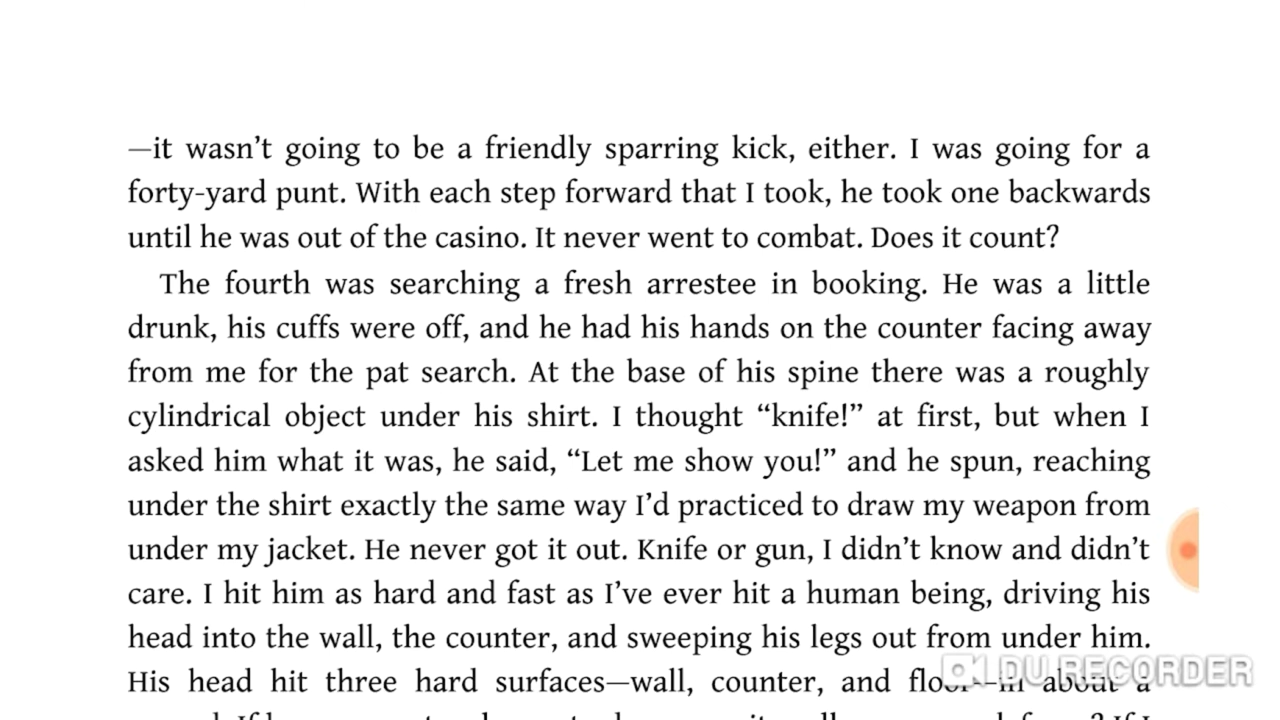 —it wasn’t going to be a friendly sparring kick, either. I was going for a
forty-yard punt. With each step forward that I took, he took one backwards
until he was out of the casino. It never went to combat. Does it count?
The fourth was searching a fresh arrestee in booking. He was a little
drunk, his cuffs were off, and he had his hands on the counter facing away
from me for the pat search. At the base of his spine there was a roughly
cylindrical object under his shirt. I thought “knife!” at first, but when I
asked him what it was, he said, “Let me show you!” and he spun, reaching
under the shirt exactly the same way I’d practiced to draw my weapon from
under my jacket. He never got it out. Knife or gun, I didn’t know and didn’t
care. I hit him as hard and fast as I’ve ever hit a human being, driving his
head into the wall, the counter, and sweeping his legs out from under him.
His head hit three hard surfaces—wall, counter, and floor—in about a
DU RECORDER